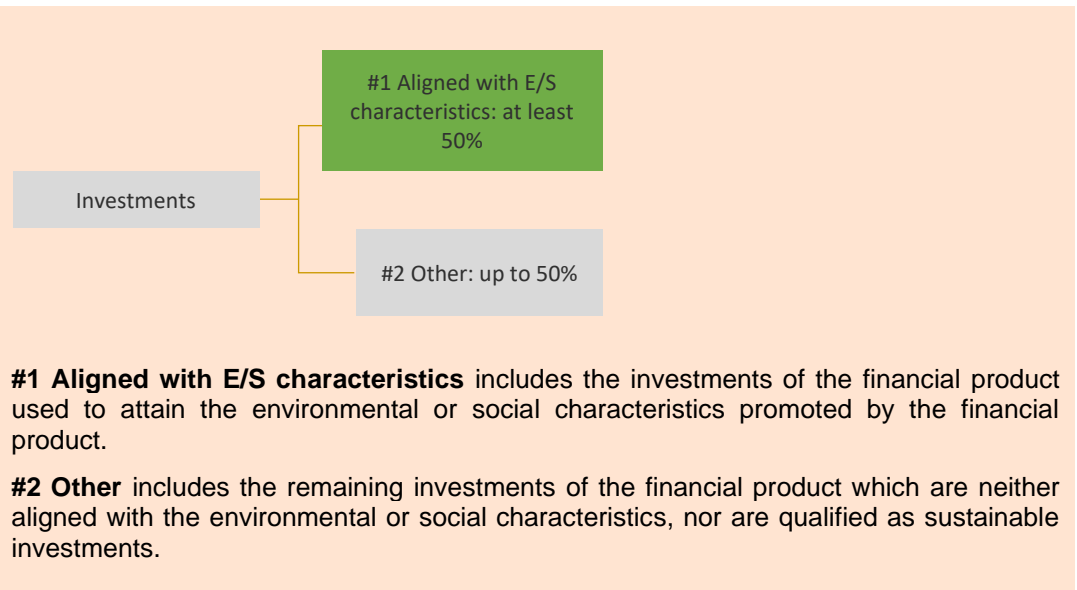 #1 Aligned with E/S
characteristics: at least
50%
Investments
#2 Other: up to 50%
#1 Aligned with E/S characteristics includes the investments of the financial product
used to attain the environmental or social characteristics promoted by the financial
product.
#2 Other includes the remaining investments of the financial product which are neither
aligned with the environmental or social characteristics, nor are qualified as sustainable
investments.